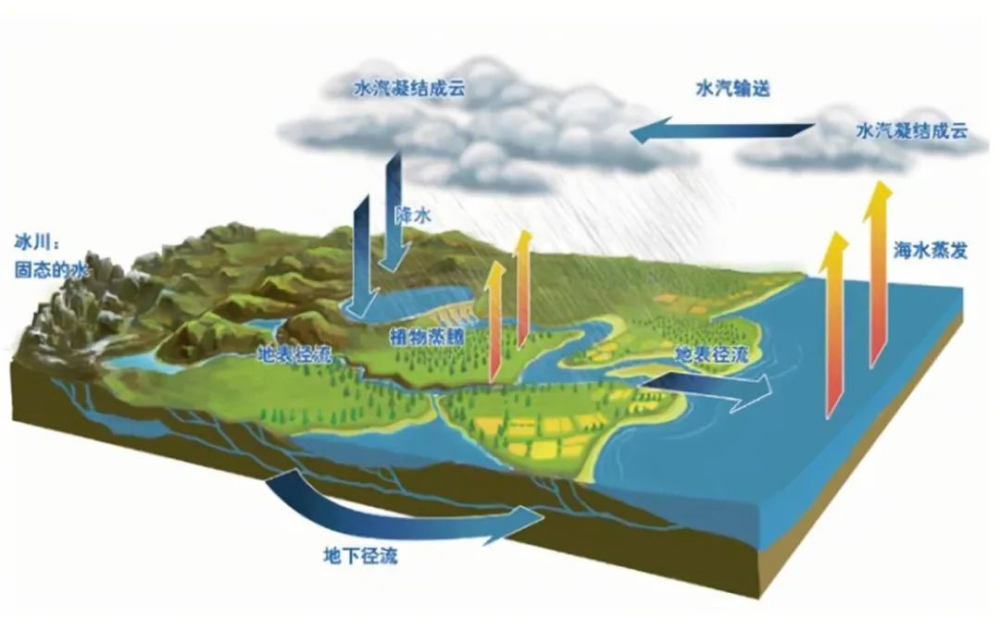 水汽凝结成云
水汽输送
水汽凝结成云
降水
冰川：
固态的水
海水蒸发
植物蒸腾
地表径流
地表径流
地下径流